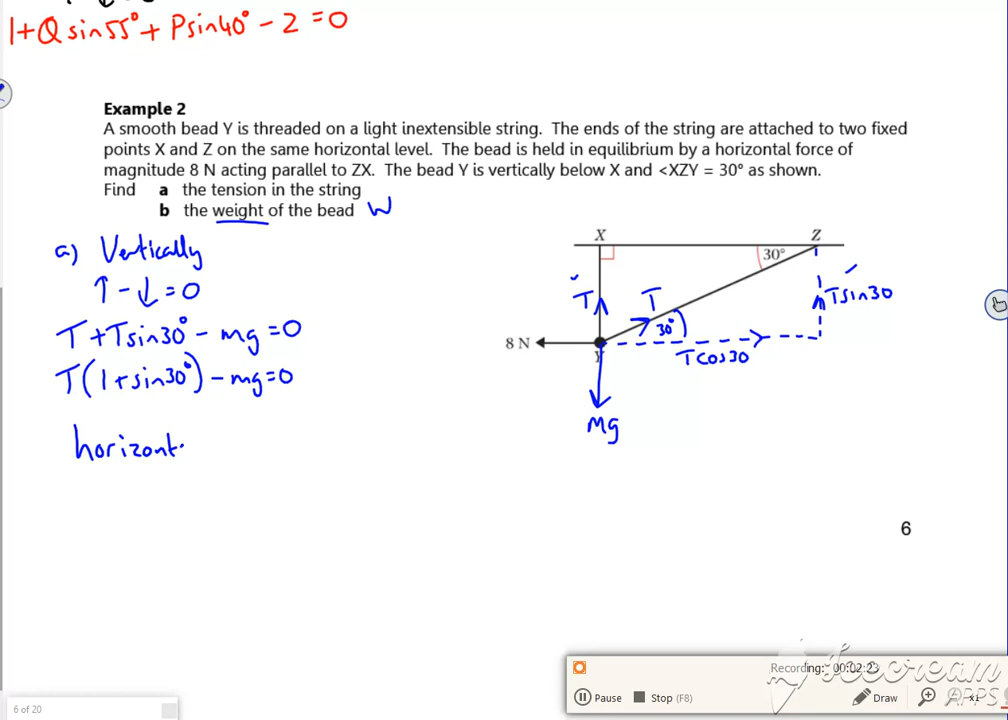 1+Q sin55°+ Psin40° - 2 =0
Example 2
A smooth bead Y is threaded on a light inextensible string. The ends of the string are attached to two fixed
points X and Z on the same horizontal level. The bead is held in equilibrium by a horizontal force of
magnitude 8 N acting parallel to ZX. The bead Y is vertically below X and <XZY = 30° as shown.
Find a the tension in the string
b the weight of the bead W
a) Vertically
↑ - ↓ = 0
T+Tsin30° - mg =0
T(1+sin30°) - mg=0
horizont
X
Z
30°
T
T
Tsin30
30°
8 N
Y
Tcos30
Mg
6
Recording: 00:02:23
Icecream
APPS
Pause
Stop (F8)
Draw
x1
6 of 20